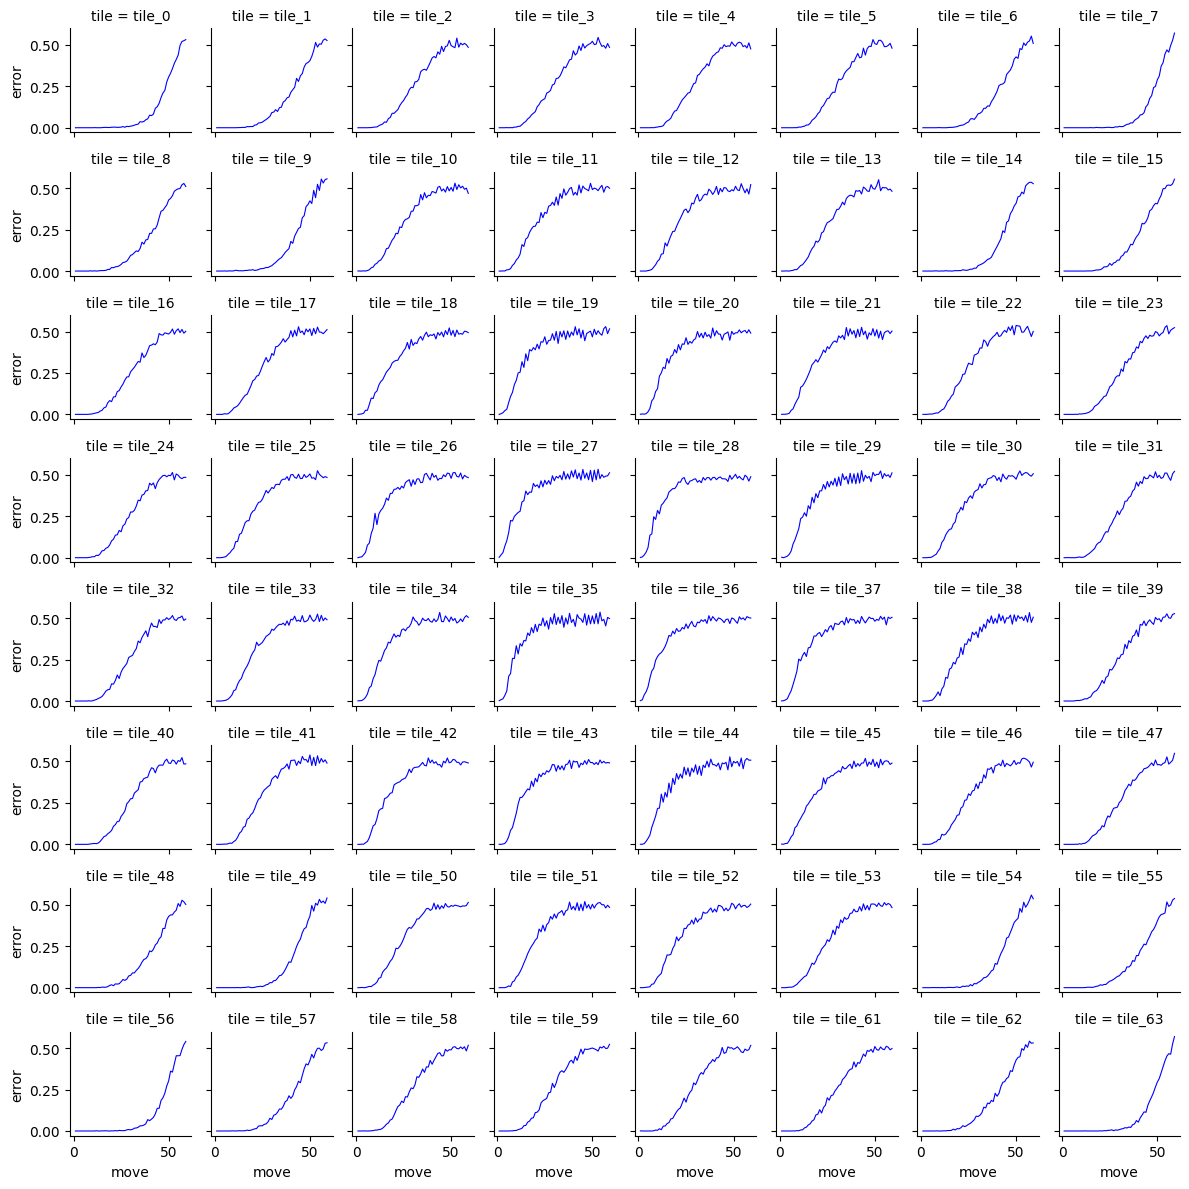 tile = tile_0 tile = tile_1 tile = tile_2 tile = tile_3 tile = tile_4 tile = tile_5 tile = tile_6 tile = tile_7
0.50
error
0.25
0.00
tile = tile_8 tile = tile_9 tile = tile_10 tile = tile_11 tile = tile_12 tile = tile_13 tile = tile_14 tile = tile_15
0.50
error
0.25
0.00
tile = tile_16 tile = tile_17 tile = tile_18 tile = tile_19 tile = tile_20 tile = tile_21 tile = tile_22 tile = tile_23
0.50
error
0.25
0.00
tile = tile_24 tile = tile_25 tile = tile_26 tile = tile_27 tile = tile_28 tile = tile_29 tile = tile_30 tile = tile_31
0.50
error
0.25
0.00
tile = tile_32 tile = tile_33 tile = tile_34 tile = tile_35 tile = tile_36 tile = tile_37 tile = tile_38 tile = tile_39
0.50
error
0.25
0.00
tile = tile_40 tile = tile_41 tile = tile_42 tile = tile_43 tile = tile_44 tile = tile_45 tile = tile_46 tile = tile_47
0.50
error
0.25
0.00
tile = tile_48 tile = tile_49 tile = tile_50 tile = tile_51 tile = tile_52 tile = tile_53 tile = tile_54 tile = tile_55
0.50
error
0.25
0.00
tile = tile_56 tile = tile_57 tile = tile_58 tile = tile_59 tile = tile_60 tile = tile_61 tile = tile_62 tile = tile_63
0.50
error
0.25
0.00
0 50 0 50 0 50 0 50 0 50 0 50 0 50 0 50
move move move move move move move move